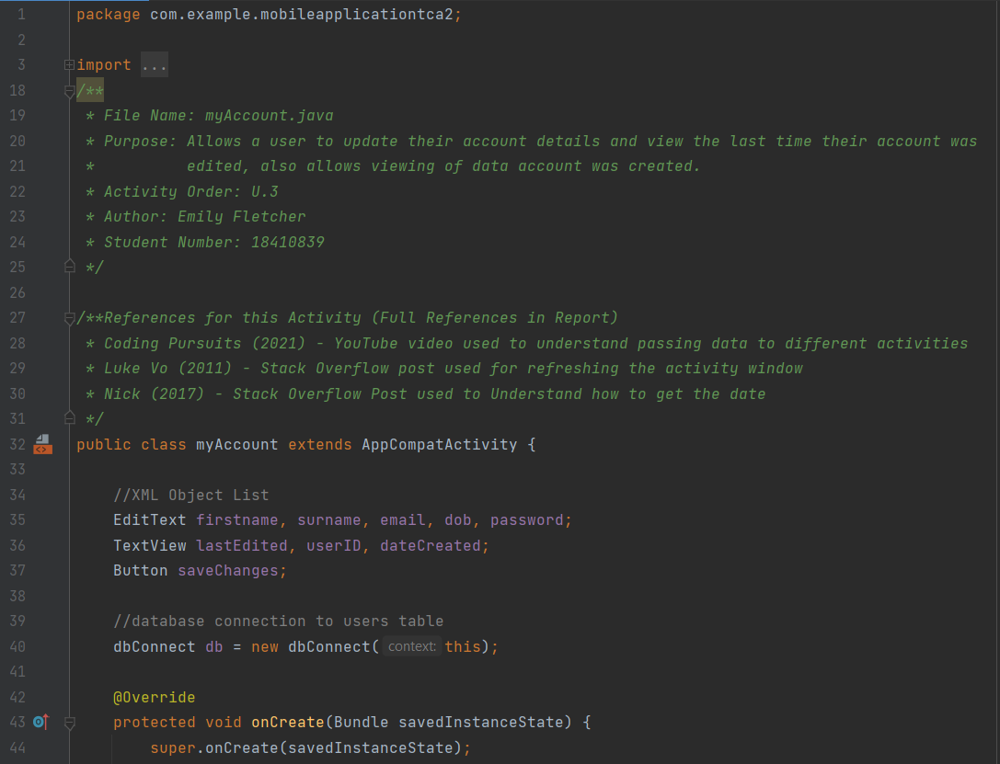 1 package com.example.mobileapplicationtca2;
2
3 import ...
18 /**
19 * File Name: myAccount.java
20 * Purpose: Allows a user to update their account details and view the last time their account was
21 * edited, also allows viewing of data account was created.
22 * Activity Order: U.3
23 * Author: Emily Fletcher
24 * Student Number: 18410839
25 */
26
27 /**References for this Activity (Full References in Report)
28 * Coding Pursuits (2021) - YouTube video used to understand passing data to different activities
29 * Luke Vo (2011) - Stack Overflow post used for refreshing the activity window
30 * Nick (2017) - Stack Overflow Post used to Understand how to get the date
31 */
32 public class myAccount extends AppCompatActivity {
33
34 //XML Object List
35 EditText firstname, surname, email, dob, password;
36 TextView lastEdited, userID, dateCreated;
37 Button saveChanges;
38
39 //database connection to users table
40 dbConnect db = new dbConnect( context: this);
41
42 @Override
43 protected void onCreate(Bundle savedInstanceState) {
44 super.onCreate(savedInstanceState);